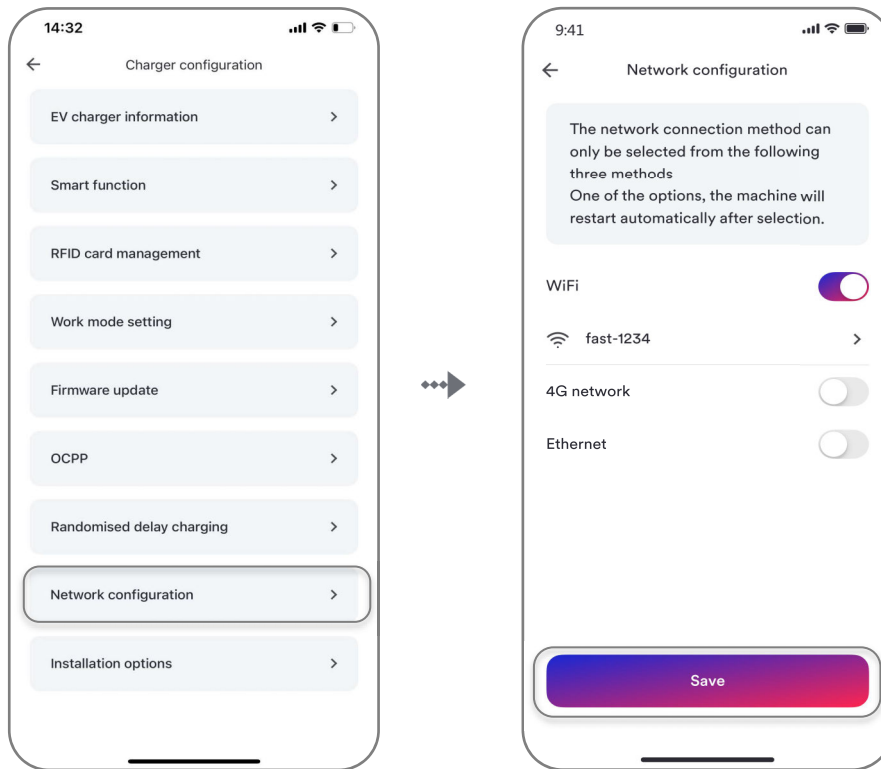 14:32
Charger configuration
EV charger information
Smart function
RFID card management
Work mode setting
Firmware update
OCPP
Randomised delay charging
Network configuration
Installation options
9:41
Network configuration
The network connection method can
only be selected from the following
three methods
One of the options, the machine will
restart automatically after selection.
WiFi
fast-1234
4G network
Ethernet
Save